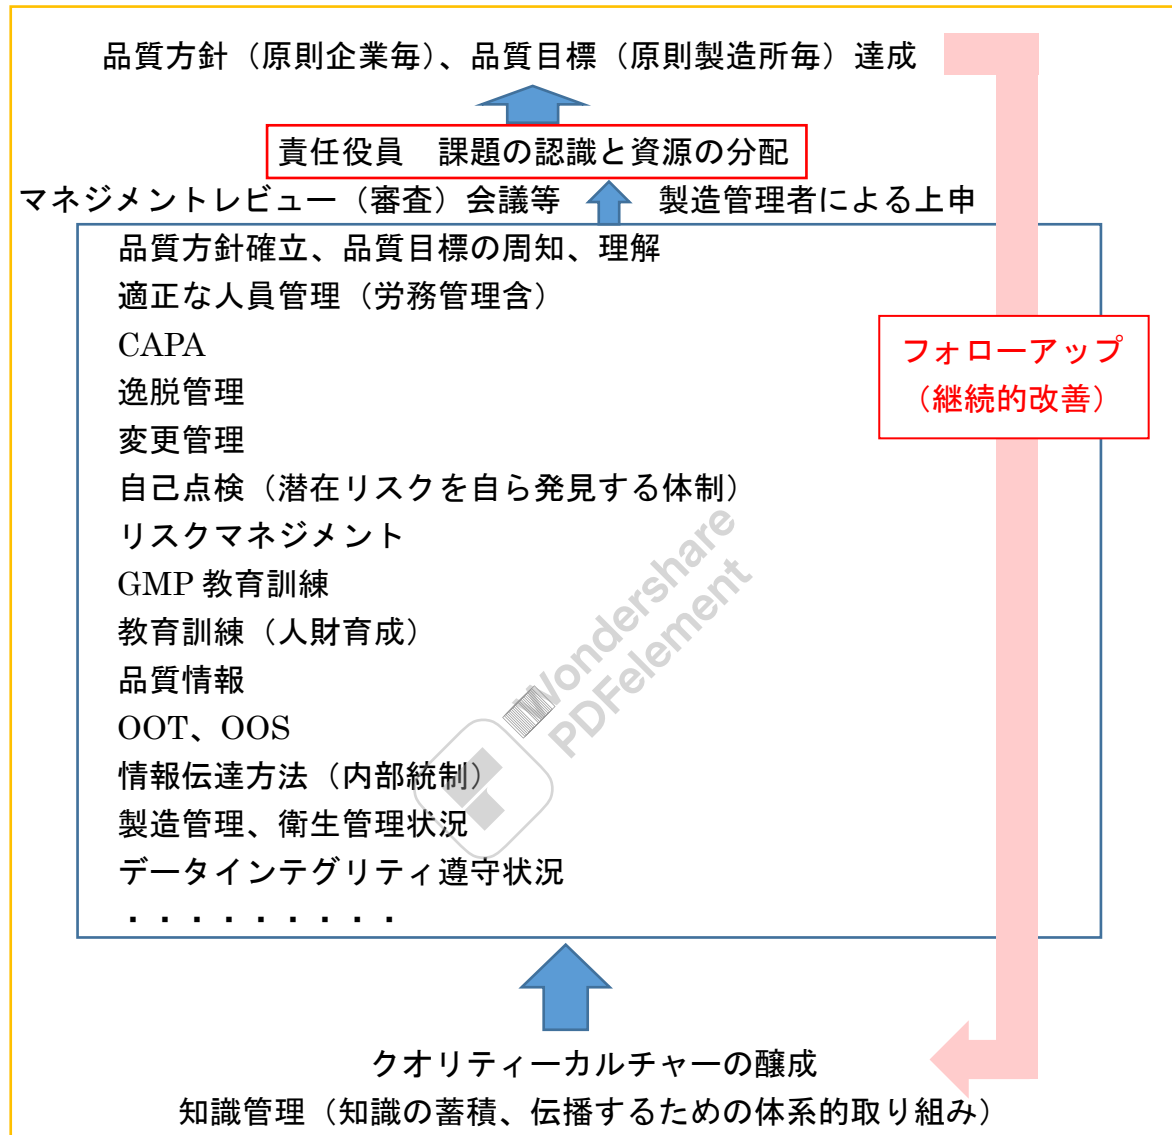 品質方針（原則企業毎）、品質目標（原則製造所毎）達成
責任役員　課題の認識と資源の分配
マネジメントレビュー（審査）会議等　製造管理者による上申
品質方針確立、品質目標の周知、理解
適正な人員管理（労務管理含）
CAPA
逸脱管理
変更管理
自己点検（潜在リスクを自ら発見する体制）
リスクマネジメント
GMP 教育訓練
教育訓練（人財育成）
品質情報
OOT、OOS
情報伝達方法（内部統制）
製造管理、衛生管理状況
データインテグリティ遵守状況
・・・・・・・・・
フォローアップ
（継続的改善）
Wondershare
PDFelement
クオリティーカルチャーの醸成
知識管理（知識の蓄積、伝播するための体系的取り組み）